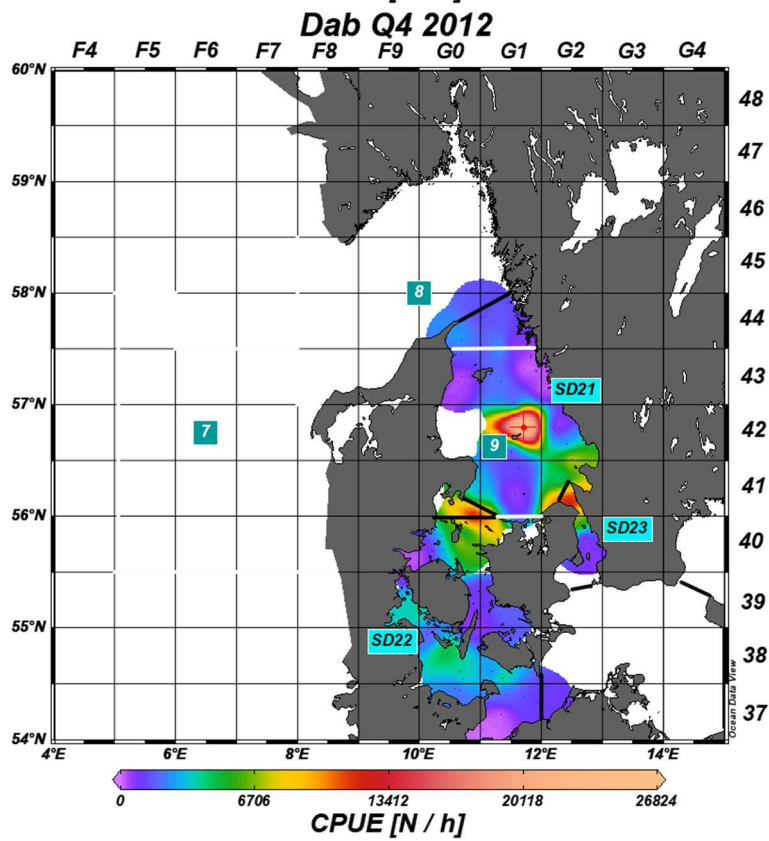 Dab Q4 2012
F4 F5 F6 F7 F8 F9 G0 G1 G2 G3 G4
60°N
48
47
59°N
46
45
58°N
8
44
43
SD21
57°N
7
9
42
41
56°N
SD23
40
39
55°N
SD22
38
37
54°N
Ocean Data View
4°E 6°E 8°E 10°E 12°E 14°E
0 6706 13412 20118 26824
CPUE [N / h]